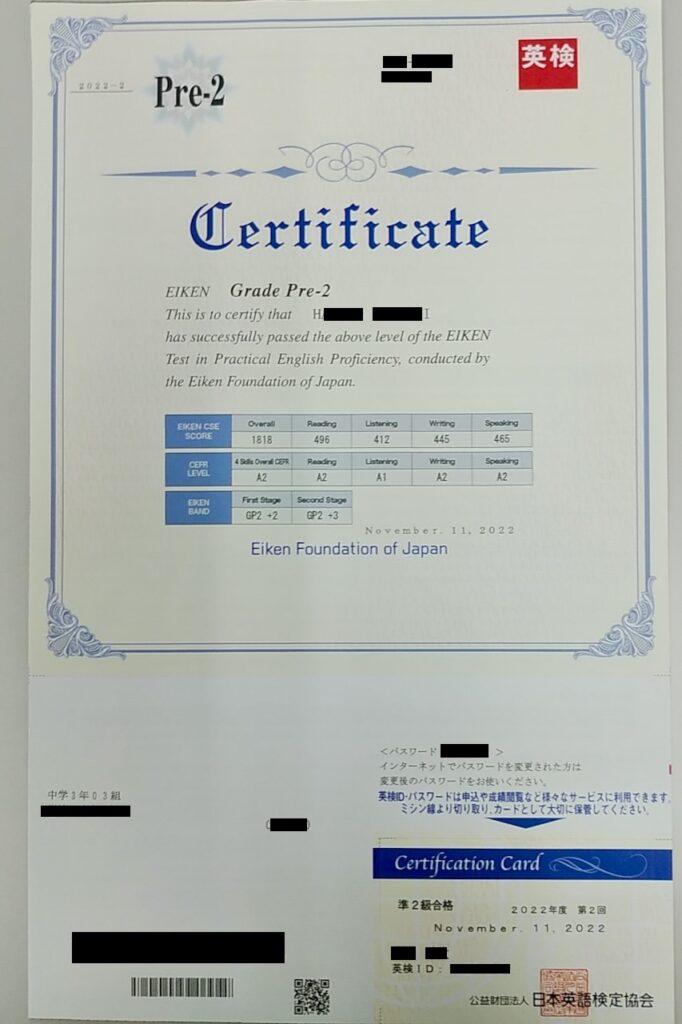 2022-2
Pre-2
英検
Certificate
EIKEN Grade Pre-2
This is to certify that H I
has successfully passed the above level of the EIKEN
Test in Practical English Proficiency, conducted by
the Eiken Foundation of Japan.
EIKEN CSE SCORE Overall Reading Listening Writing Speaking
1818 496 412 445 465
CEFR LEVEL 4 Skills Overall CEFR Reading Listening Writing Speaking
A2 A2 A1 A2 A2
EIKEN BAND First Stage Second Stage
GP2 +2 GP2 +3
November. 11, 2022
Eiken Foundation of Japan
<パスワード >
インターネットでパスワードを変更された方は
変更後のパスワードをお使いください。
英検ID・パスワードは申込や成績閲覧など様々なサービスに利用できます。
ミシン線より切り取り、カードとして大切に保管してください。
中学3年03組
( )
Certification Card
準2級合格
2022年度 第2回
November. 11, 2022
英検ID:
公益財団法人 日本英語検定協会